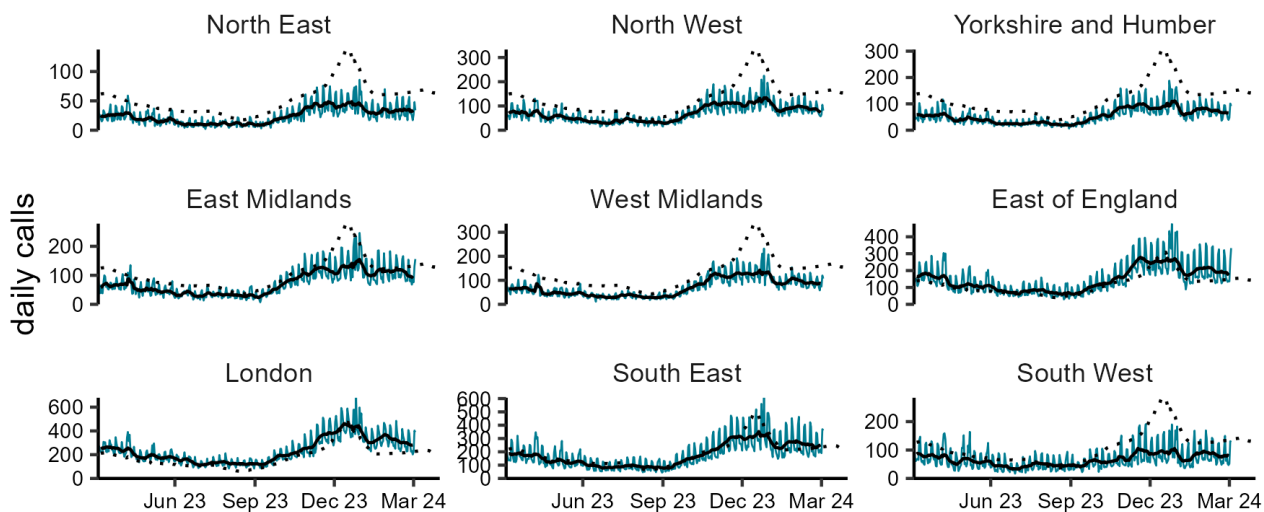 North East
North West
Yorkshire and Humber
100
50
0
300
200
100
0
300
200
100
0
East Midlands
West Midlands
East of England
200
100
0
300
200
100
0
400
300
200
100
0
daily calls
London
South East
South West
600
400
200
0
600
500
400
300
200
100
0
200
100
0
Jun 23 Sep 23 Dec 23 Mar 24
Jun 23 Sep 23 Dec 23 Mar 24
Jun 23 Sep 23 Dec 23 Mar 24